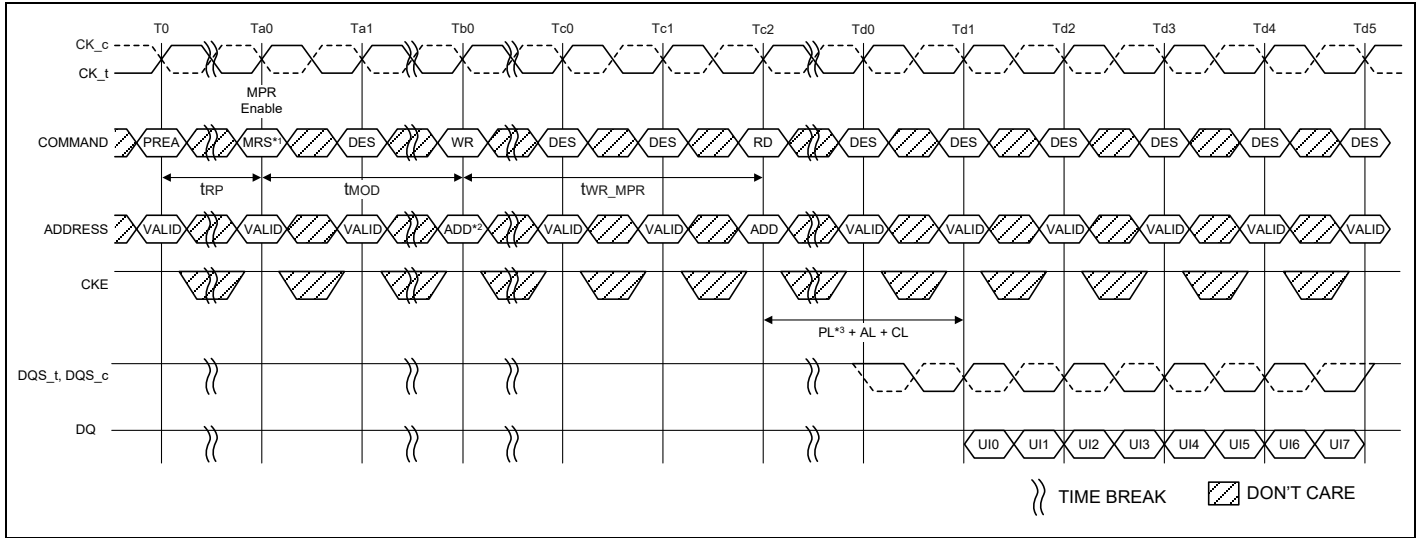 T0 Ta0 Ta1 Tb0 Tc0 Tc1 Tc2 Td0 Td1 Td2 Td3 Td4 Td5
CK_c
CK_t
MPR
Enable
COMMAND PREA MRS*1 DES WR DES DES RD DES DES DES DES DES DES
tRP tMOD tWR_MPR
ADDRESS VALID VALID VALID ADD*2 VALID VALID ADD VALID VALID VALID VALID VALID VALID
CKE
PL*3 + AL + CL
DQS_t, DQS_c
DQ UI0 UI1 UI2 UI3 UI4 UI5 UI6 UI7
TIME BREAK DON'T CARE